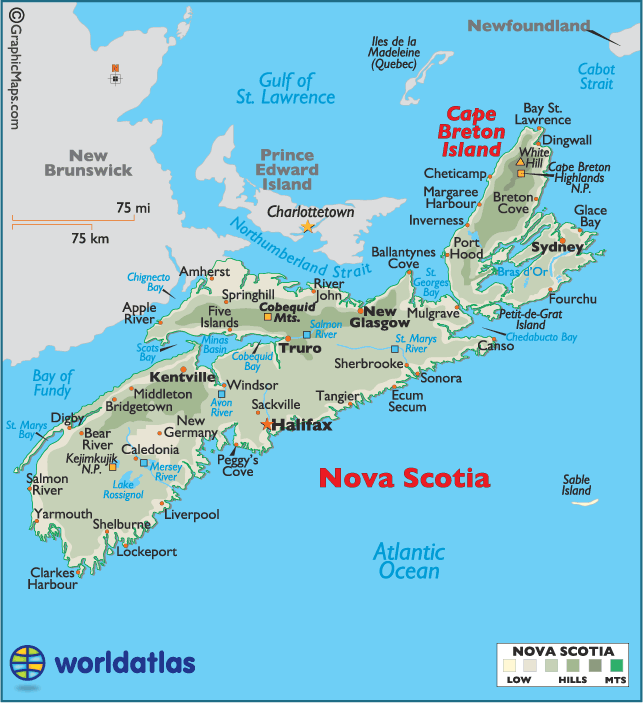 © GraphicMaps.com
Newfoundland
Iles de la
Madeleine
(Quebec)
Cabot
Strait
Gulf of
St. Lawrence
Cape
Breton
Island
Bay St.
Lawrence
Dingwall
White
Hill
Cape Breton
Highlands
N.P.
New
Brunswick
Prince
Edward
Island
Cheticamp
Margaree
Harbour
Breton
Cove
Charlottetown
75 mi
75 km
Inverness
Glace
Bay
Sydney
Northumberland Strait
Port
Hood
Ballantynes
Cove
St.
Georges
Bay
Bras d'Or
Amherst
Chignecto
Bay
Springhill
River
John
Fourchu
Apple
River
Five
Islands
Cobequid
Mts.
New
Glasgow
Mulgrave
Petit-de-Grat
Island
Chedabucto Bay
Salmon
River
Scots
Bay
Minas
Basin
Cobequid
Bay
Truro
St. Marys
River
Canso
Sherbrooke
Sonora
Bay of
Fundy
Kentville
Windsor
Avon
River
Tangier
Ecum
Secum
Middleton
Bridgetown
Sackville
Digby
St. Marys
Bay
Bear
River
New
Germany
Halifax
Kejimkujik
N.P.
Caledonia
Mersey
River
Peggy's
Cove
Nova Scotia
Sable
Island
Salmon
River
Lake
Rossignol
Yarmouth
Shelburne
Liverpool
Lockeport
Atlantic
Ocean
Clarkes
Harbour
worldatlas
NOVA SCOTIA
LOW HILLS MTS